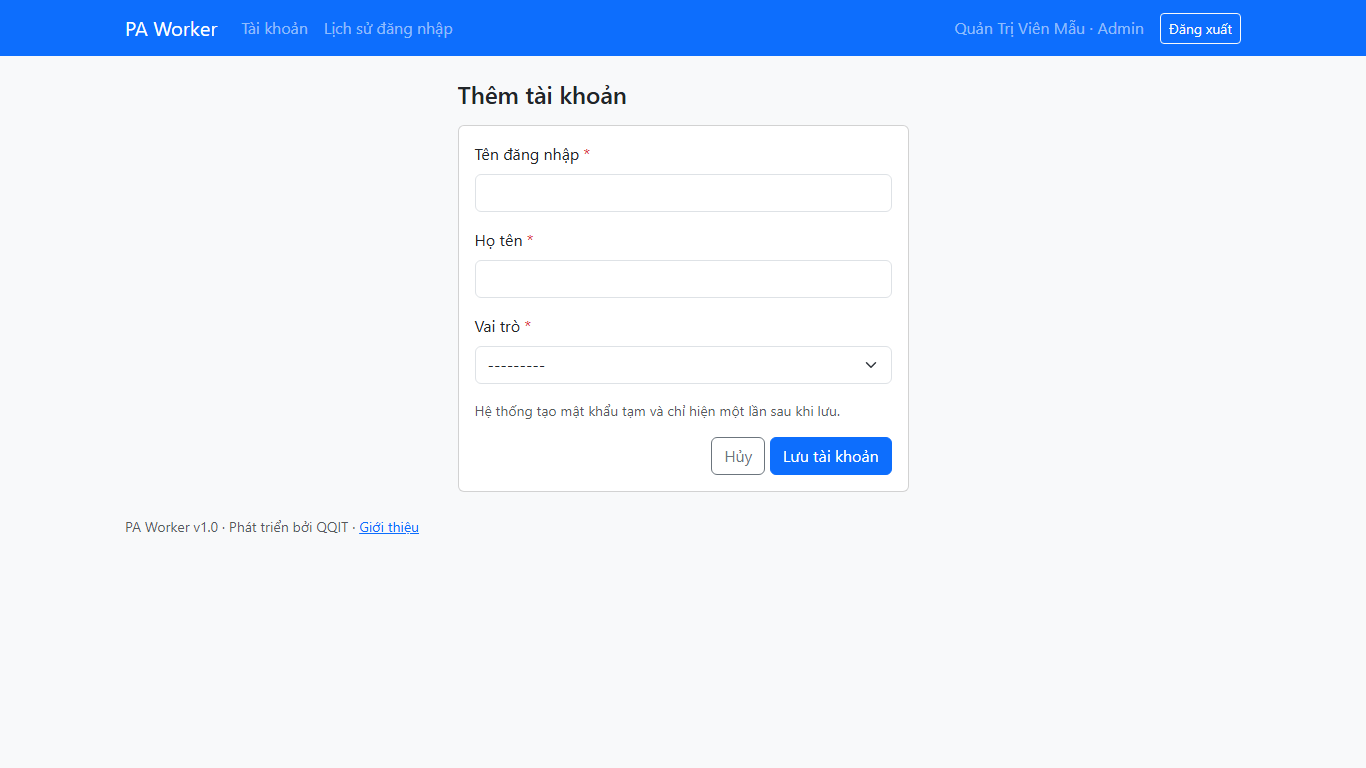 PA Worker Tài khoản Lịch sử đăng nhập Quản Trị Viên Mẫu · Admin Đăng xuất
Thêm tài khoản
Tên đăng nhập *
Họ tên *
Vai trò *
---------
Hệ thống tạo mật khẩu tạm và chỉ hiện một lần sau khi lưu.
Hủy Lưu tài khoản
PA Worker v1.0 · Phát triển bởi QQIT · Giới thiệu